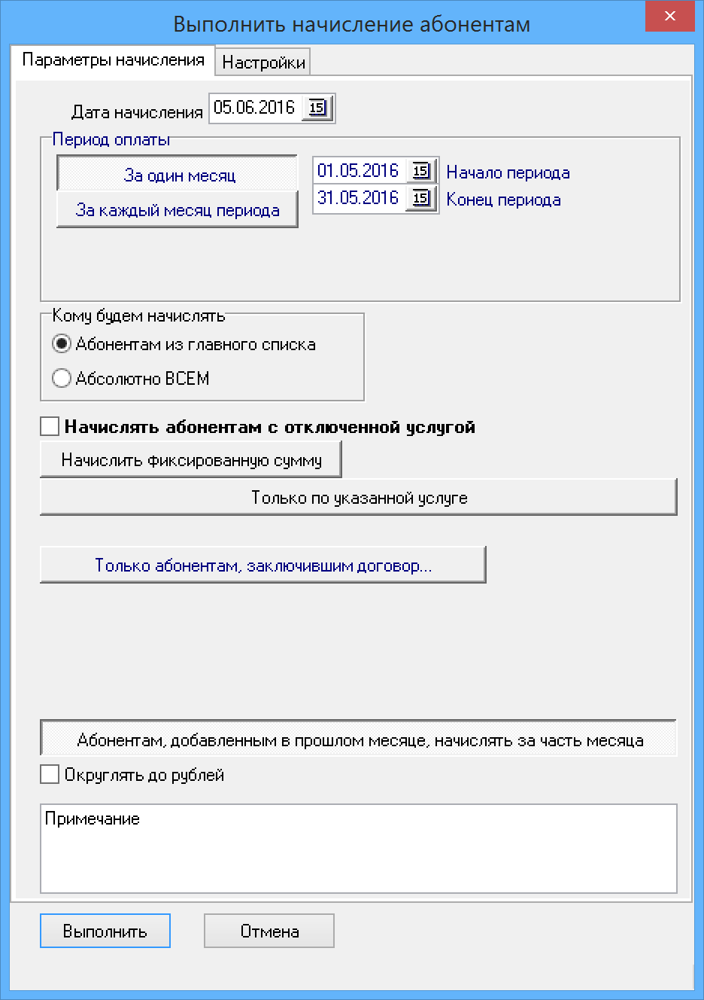 Выполнить начисление абонентам
Параметры начисления
Настройки
Дата начисления 05.06.2016 15
Период оплаты
За один месяц 01.05.2016 15 Начало периода
31.05.2016 15 Конец периода
За каждый месяц периода
Кому будем начислять
Абонентам из главного списка
Абсолютно ВСЕМ
Начислять абонентам с отключенной услугой
Начислить фиксированную сумму
Только по указанной услуге
Только абонентам, заключившим договор...
Абонентам, добавленным в прошлом месяце, начислять за часть месяца
Округлять до рублей
Примечание
Выполнить
Отмена